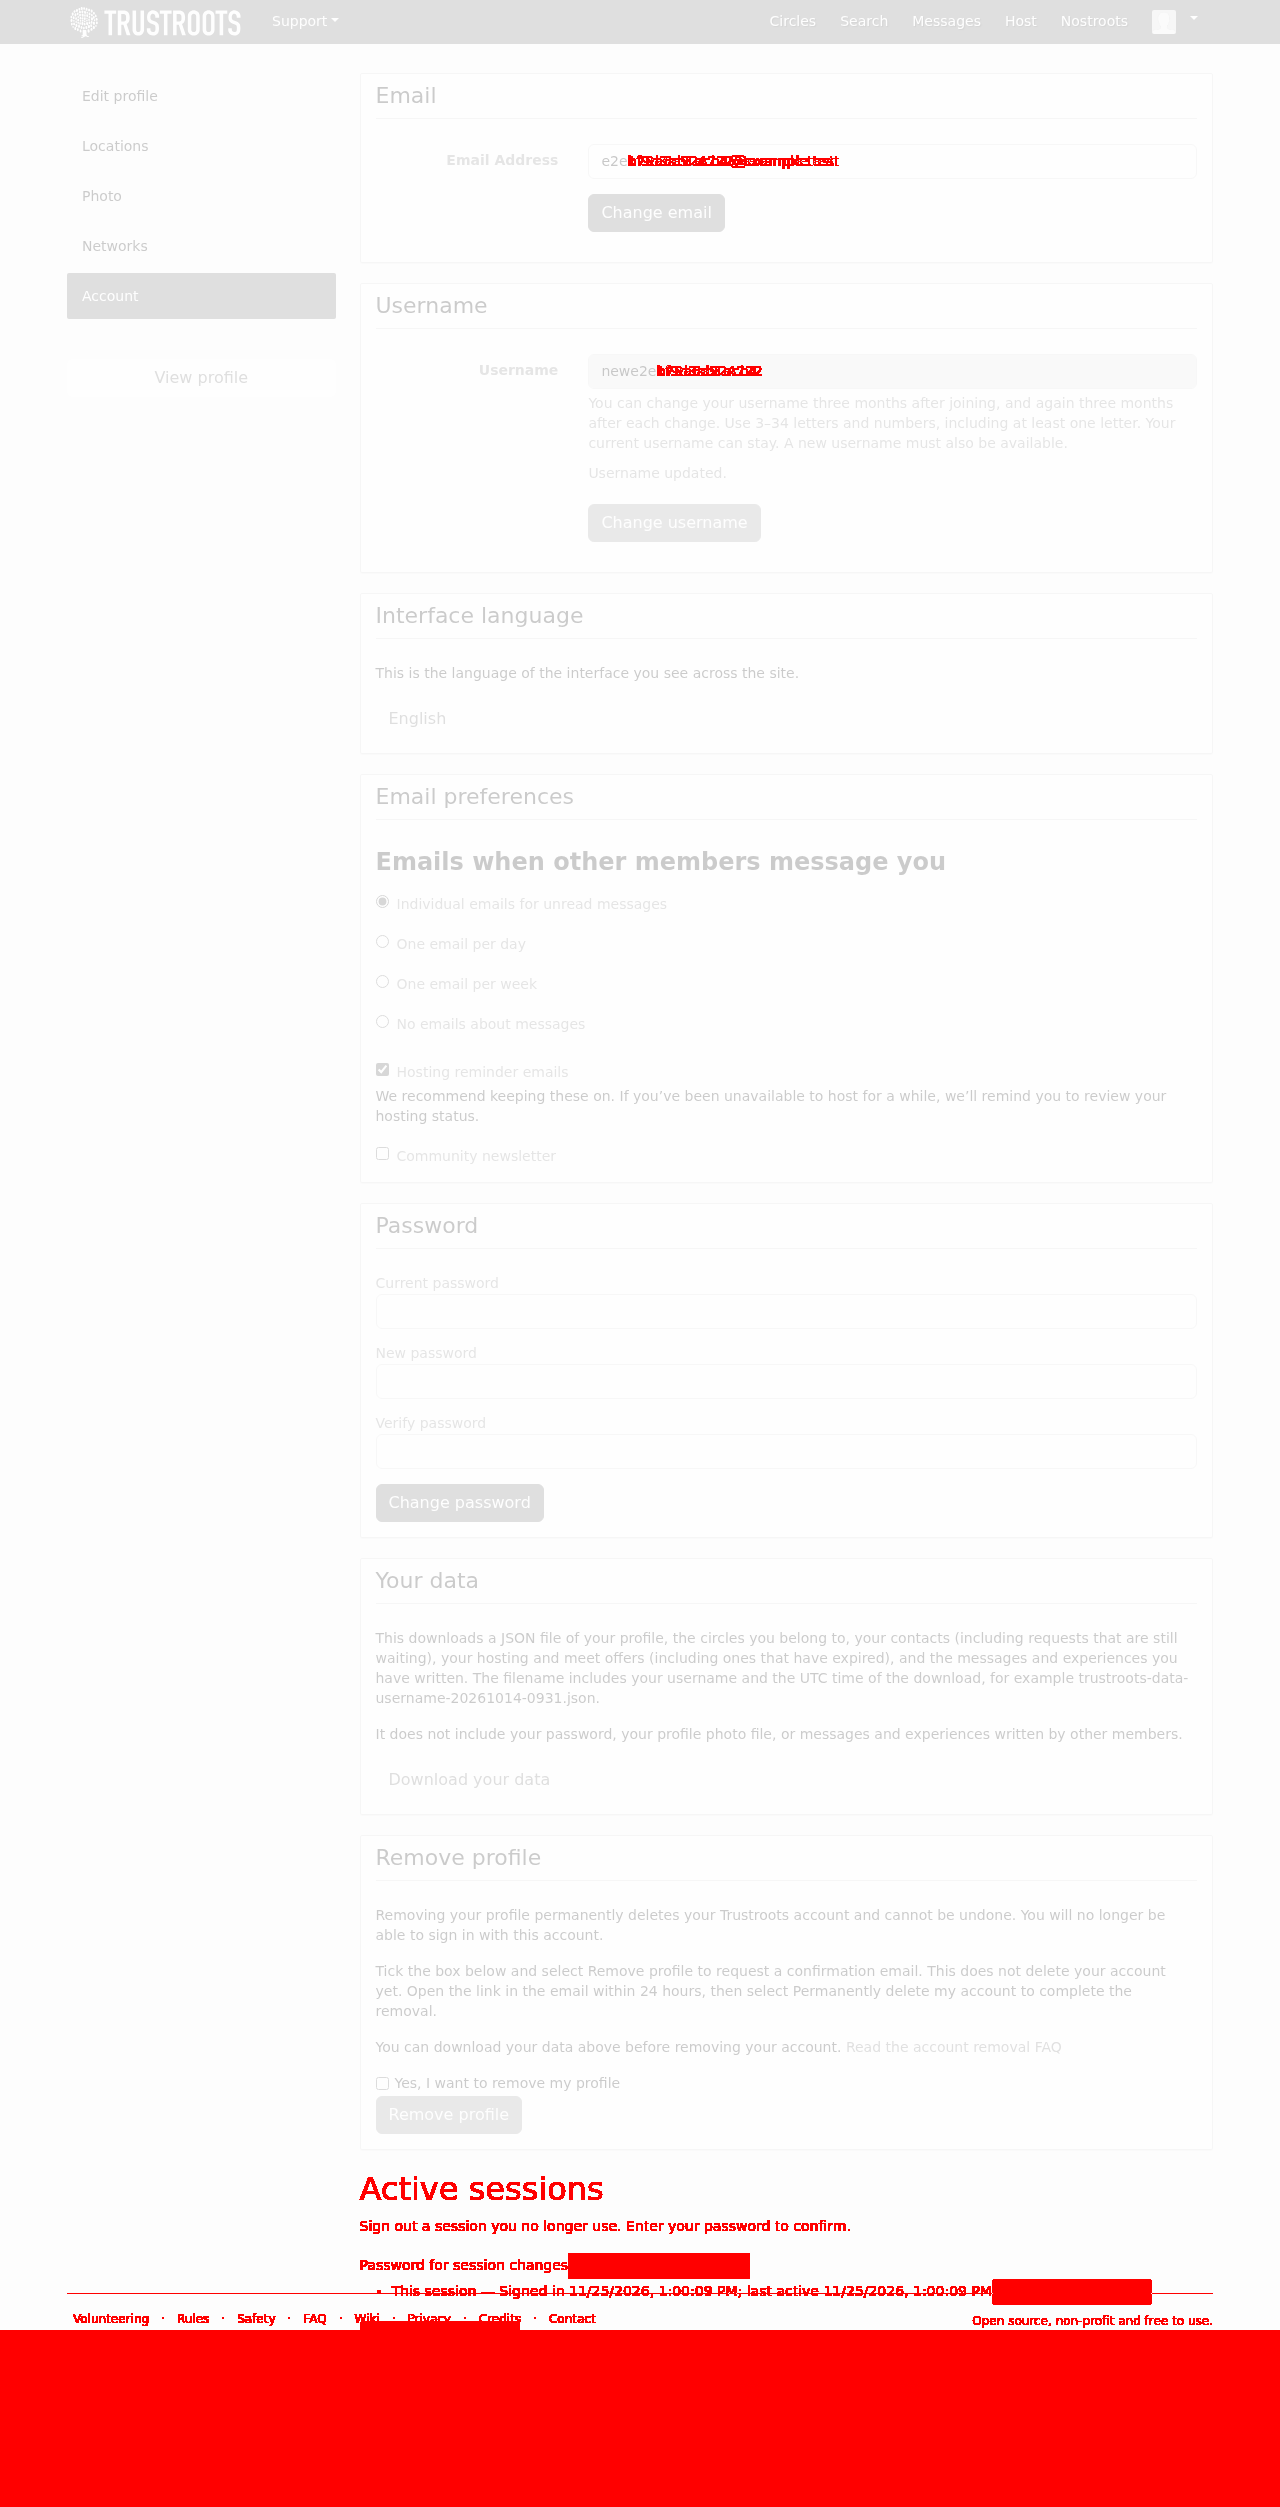 TRUSTROOTS Support Circles Search Messages Host Nostroots
Edit profile
Locations
Photo
Networks
Account
View profile
Email
Email Address e2e
Change email
Username
Username newe2e
You can change your username three months after joining, and again three months
after each change. Use 3–34 letters and numbers, including at least one letter. Your
current username can stay. A new username must also be available.
Username updated.
Change username
Interface language
This is the language of the interface you see across the site.
English
Email preferences
Emails when other members message you
Individual emails for unread messages
One email per day
One email per week
No emails about messages
Hosting reminder emails
We recommend keeping these on. If you’ve been unavailable to host for a while, we’ll remind you to review your
hosting status.
Community newsletter
Password
Current password
New password
Verify password
Change password
Your data
This downloads a JSON file of your profile, the circles you belong to, your contacts (including requests that are still
waiting), your hosting and meet offers (including ones that have expired), and the messages and experiences you
have written. The filename includes your username and the UTC time of the download, for example trustroots-data-
username-20261014-0931.json.
It does not include your password, your profile photo file, or messages and experiences written by other members.
Download your data
Remove profile
Removing your profile permanently deletes your Trustroots account and cannot be undone. You will no longer be
able to sign in with this account.
Tick the box below and select Remove profile to request a confirmation email. This does not delete your account
yet. Open the link in the email within 24 hours, then select Permanently delete my account to complete the
removal.
You can download your data above before removing your account. Read the account removal FAQ
Yes, I want to remove my profile
Remove profile
Active sessions
Sign out a session you no longer use. Enter your password to confirm.
Password for session changes
This session — Signed in 11/25/2026, 1:00:09 PM; last active 11/25/2026, 1:00:09 PM
Volunteering · Rules · Safety · FAQ · Wiki · Privacy · Credits · Contact Open source, non-profit and free to use.